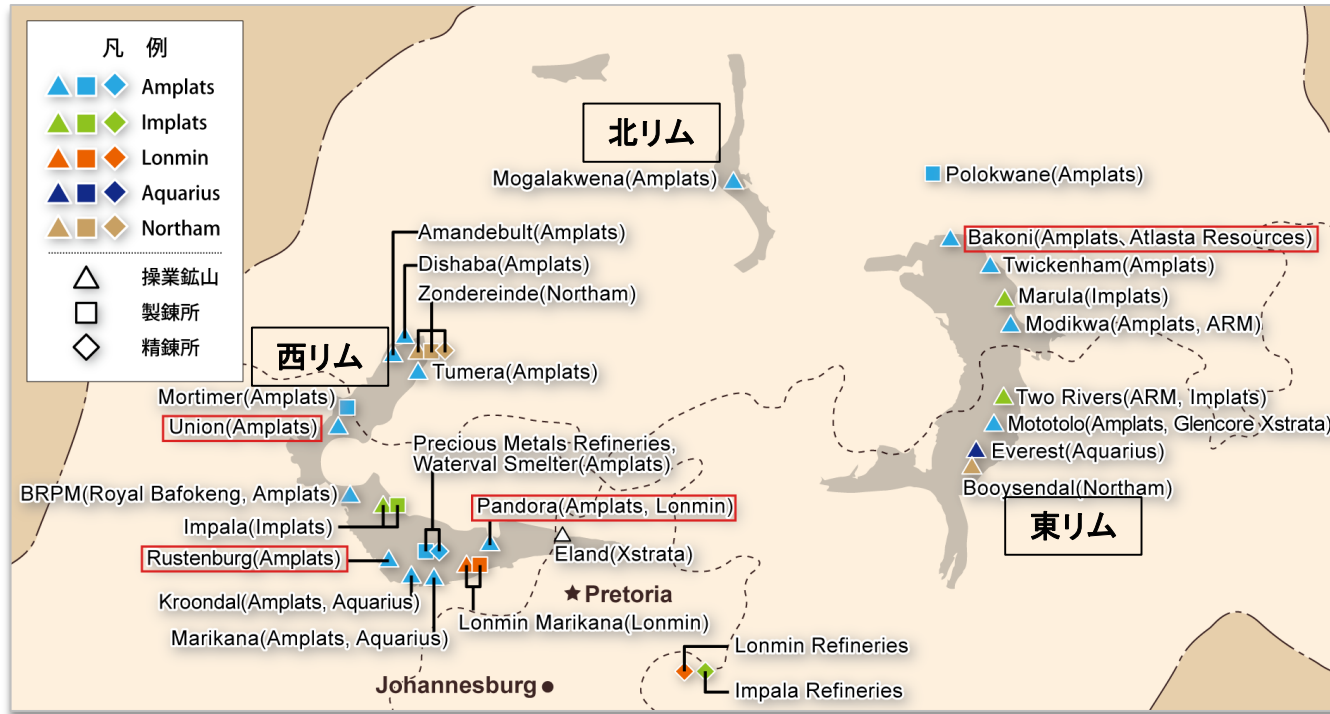 凡 例
Amplats
Implats
Lonmin
Aquarius
Northam
操業鉱山
製錬所
精錬所
北リム
Mogalakwena(Amplats)
Polokwane(Amplats)
Amandebult(Amplats)
Dishaba(Amplats)
Zondereinde(Northam)
Bakoni(Amplats、Atlasta Resources)
Twickenham(Amplats)
Marula(Implats)
Modikwa(Amplats, ARM)
西リム
Tumera(Amplats)
Mortimer(Amplats)
Union(Amplats)
Two Rivers(ARM, Implats)
Mototolo(Amplats, Glencore Xstrata)
Everest(Aquarius)
Booysendal(Northam)
東リム
Precious Metals Refineries,
Waterval Smelter(Amplats)
BRPM(Royal Bafokeng, Amplats)
Impala(Implats)
Pandora(Amplats, Lonmin)
Rustenburg(Amplats)
Eland(Xstrata)
Kroondal(Amplats, Aquarius)
Pretoria
Lonmin Marikana(Lonmin)
Marikana(Amplats, Aquarius)
Lonmin Refineries
Johannesburg
Impala Refineries